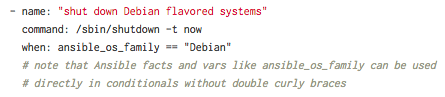 - name: "shut down Debian flavored systems"
  command: /sbin/shutdown -t now
  when: ansible_os_family == "Debian"
  # note that Ansible facts and vars like ansible_os_family can be used
  # directly in conditionals without double curly braces